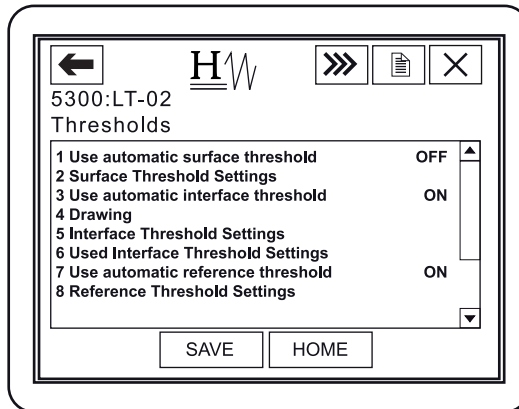 H
5300:LT-02
Thresholds
1 Use automatic surface threshold OFF
2 Surface Threshold Settings
3 Use automatic interface threshold ON
4 Drawing
5 Interface Threshold Settings
6 Used Interface Threshold Settings
7 Use automatic reference threshold ON
8 Reference Threshold Settings
SAVE HOME